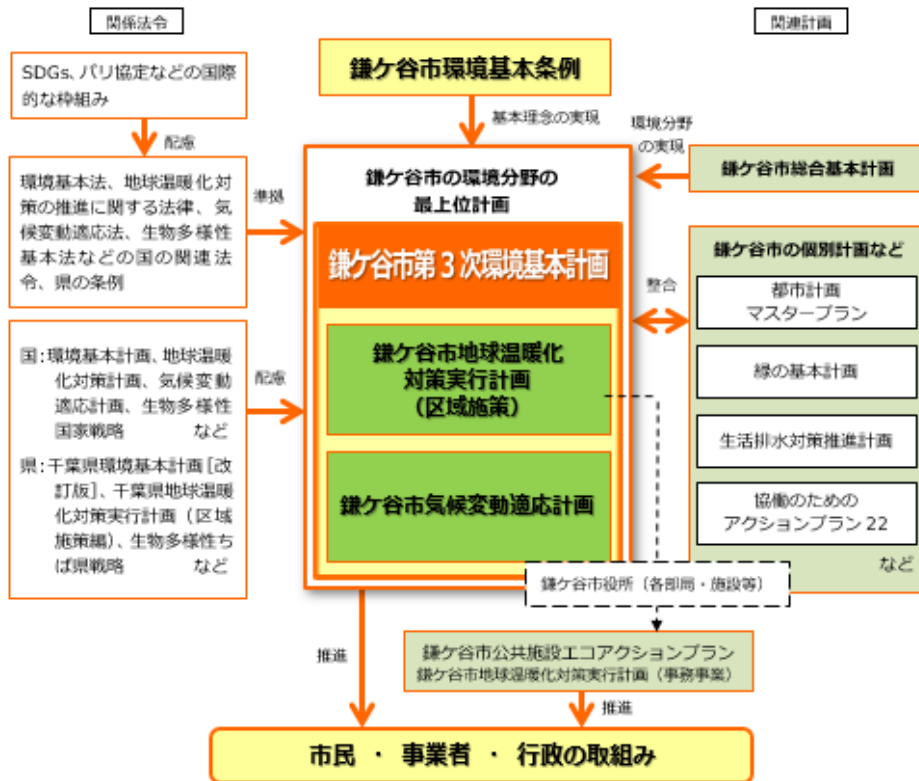 関係法令
関連計画
SDGs、パリ協定などの国際
的な枠組み
配慮
環境基本法、地球温暖化対
策の推進に関する法律、気
候変動適応法、生物多様性
基本法などの国の関連法
令、県の条例
準拠
国：環境基本計画、地球温暖
化対策計画、気候変動
適応計画、生物多様性
国家戦略 など
県：千葉県環境基本計画［改
訂版］、千葉県地球温暖
化対策実行計画（区域
施策編）、生物多様性ち
ば県戦略 など
配慮
鎌ケ谷市環境基本条例
基本理念の実現
鎌ケ谷市の環境分野の
最上位計画
鎌ケ谷市第3次環境基本計画
鎌ケ谷市地球温暖化
対策実行計画
（区域施策）
鎌ケ谷市気候変動適応計画
環境分野
の実現
鎌ケ谷市総合基本計画
整合
鎌ケ谷市の個別計画など
都市計画
マスタープラン
緑の基本計画
生活排水対策推進計画
協働のための
アクションプラン22
など
鎌ケ谷市役所（各部局・施設等）
鎌ケ谷市公共施設エコアクションプラン
鎌ケ谷市地球温暖化対策実行計画（事務事業）
推進
推進
市民 ・ 事業者 ・ 行政の取組み